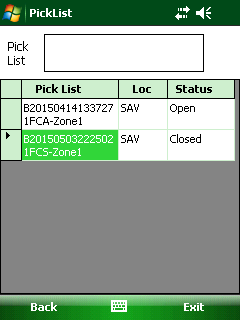 PickList
Pick
List
Pick List Loc Status
B20150414133727 SAV Open
1FCA-Zone1
B20150503222502 SAV Closed
1FCS-Zone1
Back Exit